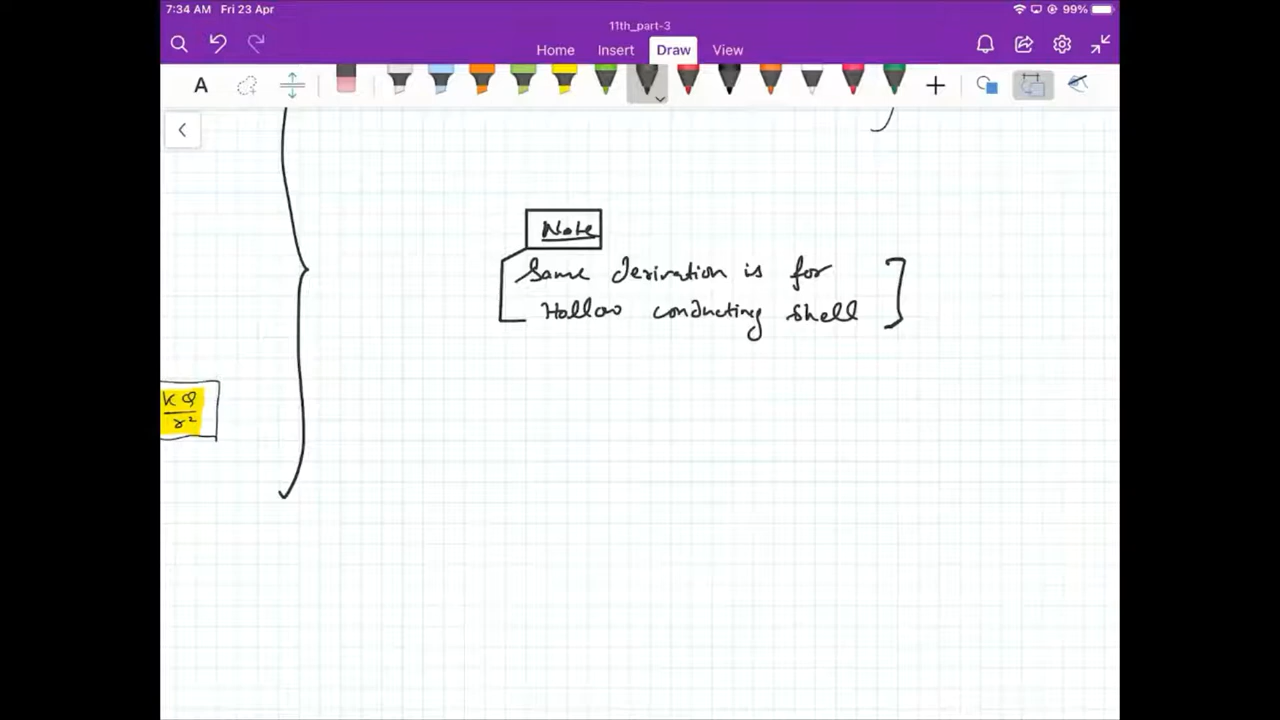 7:34 AM Fri 23 Apr
99%
11th_part-3
Home Insert Draw View
A
Note
Same derivation is for
Hollow conducting shell
KQ
r²